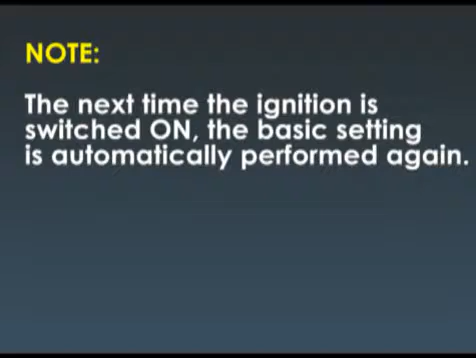 NOTE:
The next time the ignition is
switched ON, the basic setting
is automatically performed again.